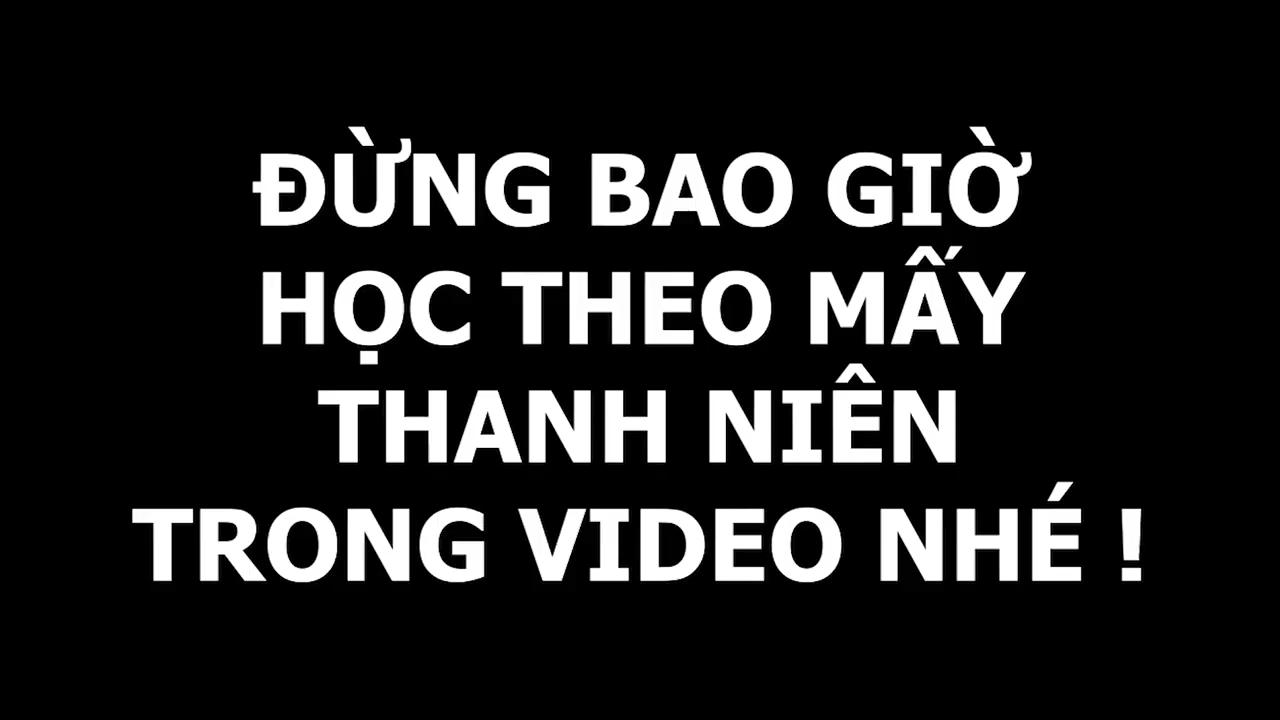 ĐỪNG BAO GIỜ
HỌC THEO MẤY
THANH NIÊN
TRONG VIDEO NHÉ !